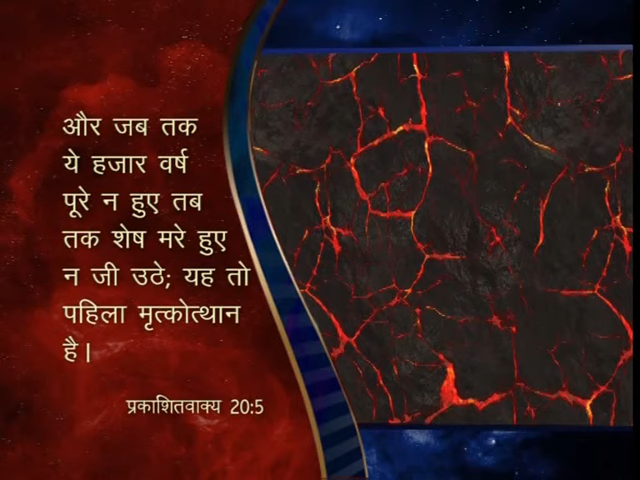 और जब तक
ये हजार वर्ष
पूरे न हुए तब
तक शेष मरे हुए
न जी उठे; यह तो
पहिला मृत्कोत्थान
है।
प्रकाशितवाक्य 20:5